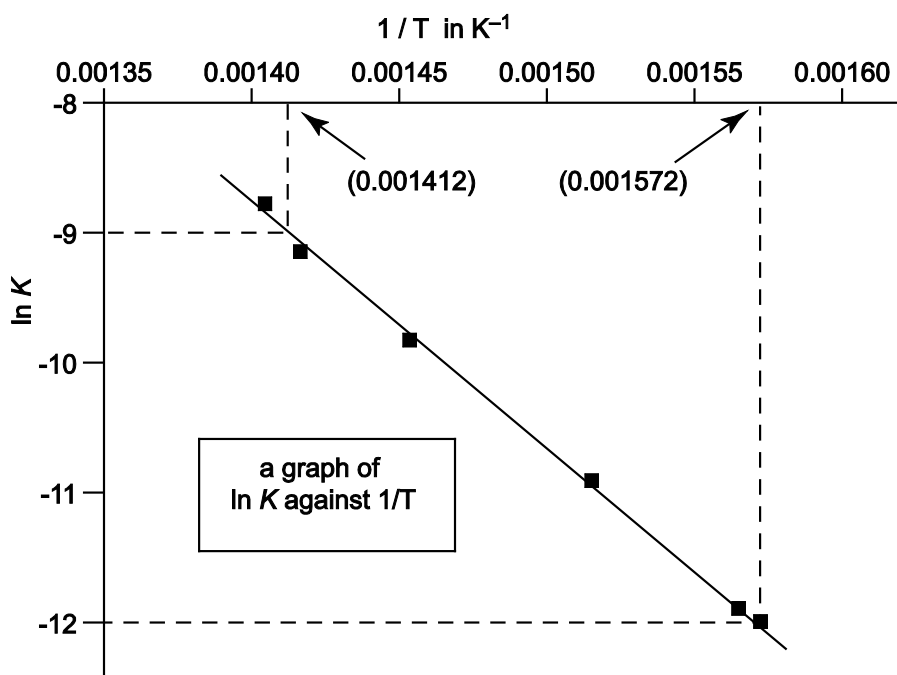 1 / T in K⁻¹
0.00135 0.00140 0.00145 0.00150 0.00155 0.00160
-8
(0.001412) (0.001572)
-9
ln K
-10
a graph of
ln K against 1/T
-11
-12